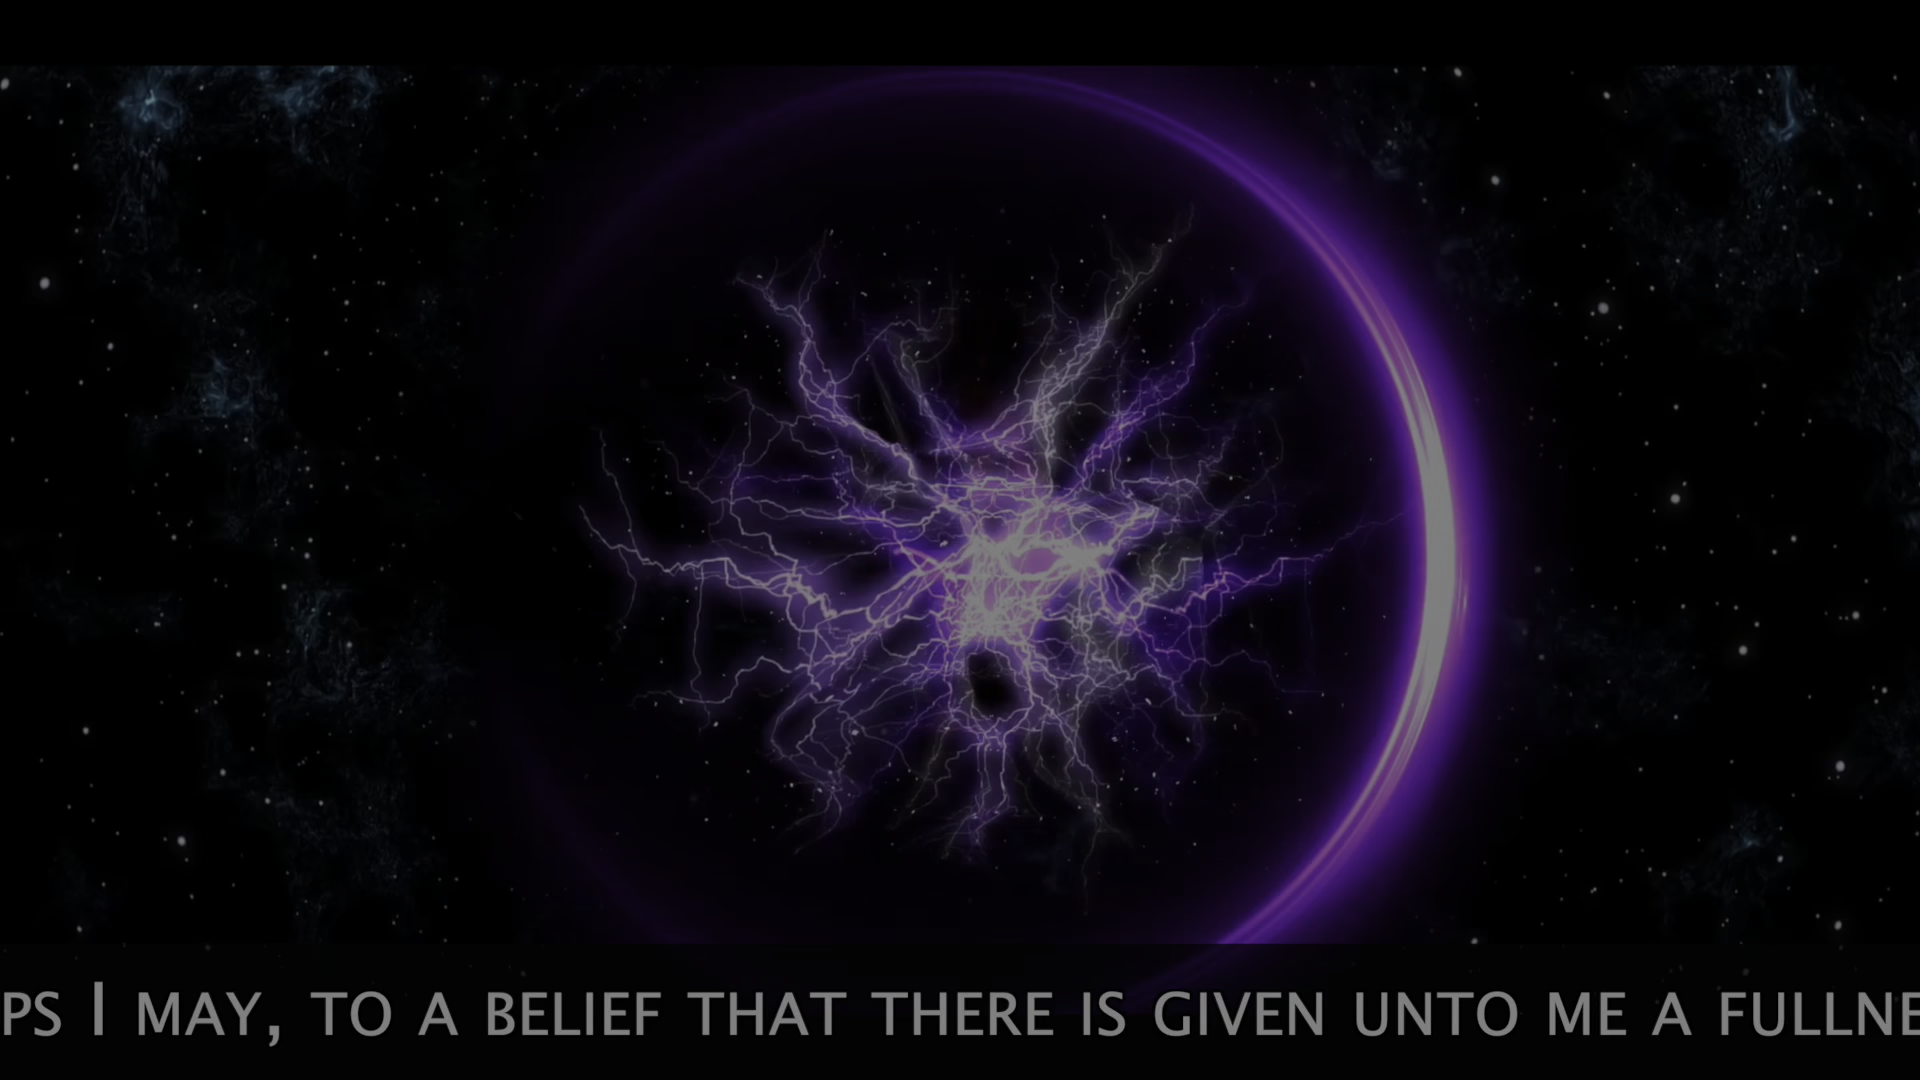 PS I MAY, TO A BELIEF THAT THERE IS GIVEN UNTO ME A FULLNE